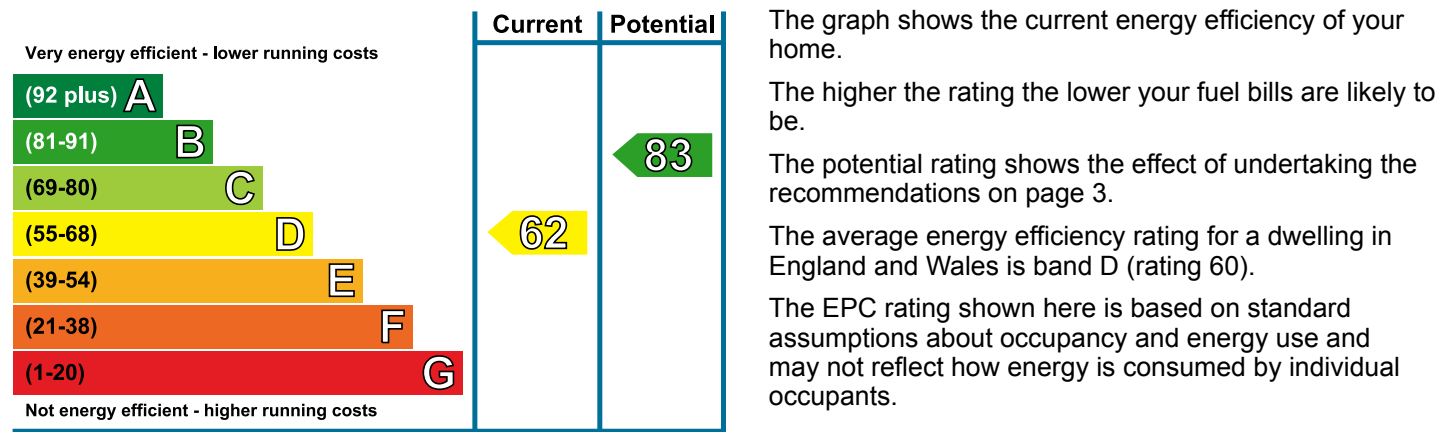 Current Potential
Very energy efficient - lower running costs
(92 plus) A
(81-91) B
83
(69-80) C
(55-68) D
62
(39-54) E
(21-38) F
(1-20) G
Not energy efficient - higher running costs
The graph shows the current energy efficiency of your
home.
The higher the rating the lower your fuel bills are likely to
be.
The potential rating shows the effect of undertaking the
recommendations on page 3.
The average energy efficiency rating for a dwelling in
England and Wales is band D (rating 60).
The EPC rating shown here is based on standard
assumptions about occupancy and energy use and
may not reflect how energy is consumed by individual
occupants.